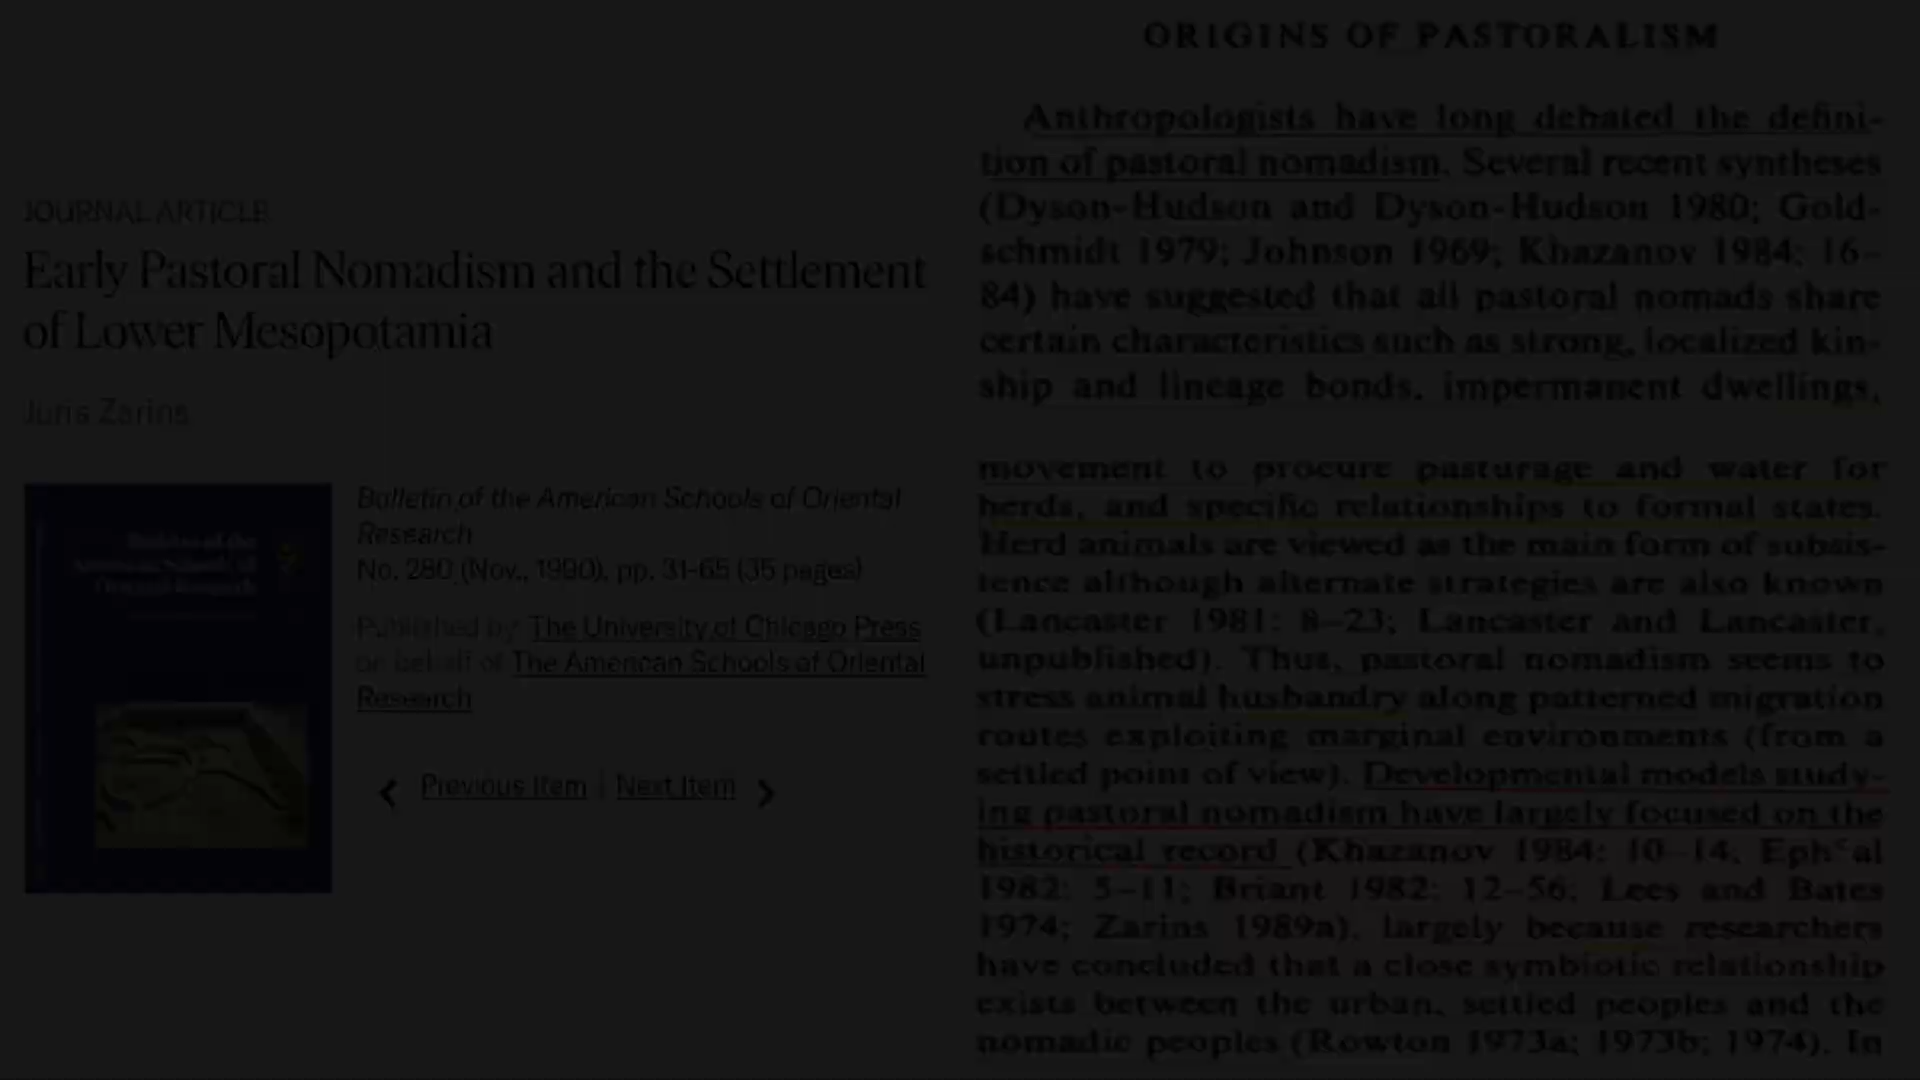 JOURNAL ARTICLE
Early Pastoral Nomadism and the Settlement
of Lower Mesopotamia
Juris Zarins
Bulletin of the
American Schools of
Oriental Research
Bulletin of the American Schools of Oriental
Research
No. 280 (Nov., 1990), pp. 31-65 (35 pages)
Published by: The University of Chicago Press
on behalf of The American Schools of Oriental
Research
Previous Item | Next Item
ORIGINS OF PASTORALISM
Anthropologists have long debated the defini-
tion of pastoral nomadism. Several recent syntheses
(Dyson-Hudson and Dyson-Hudson 1980; Gold-
schmidt 1979; Johnson 1969; Khazanov 1984: 16–
84) have suggested that all pastoral nomads share
certain characteristics such as strong, localized kin-
ship and lineage bonds, impermanent dwellings,
movement to procure pasturage and water for
herds, and specific relationships to formal states.
Herd animals are viewed as the main form of subsis-
tence although alternate strategies are also known
(Lancaster 1981: 8–23; Lancaster and Lancaster,
unpublished). Thus, pastoral nomadism seems to
stress animal husbandry along patterned migration
routes exploiting marginal environments (from a
settled point of view). Developmental models study-
ing pastoral nomadism have largely focused on the
historical record (Khazanov 1984: 10–14; Ephʿal
1982: 5–11; Briant 1982: 12–56; Lees and Bates
1974; Zarins 1989a), largely because researchers
have concluded that a close symbiotic relationship
exists between the urban, settled peoples and the
nomadic peoples (Rowton 1973a; 1973b; 1974). In